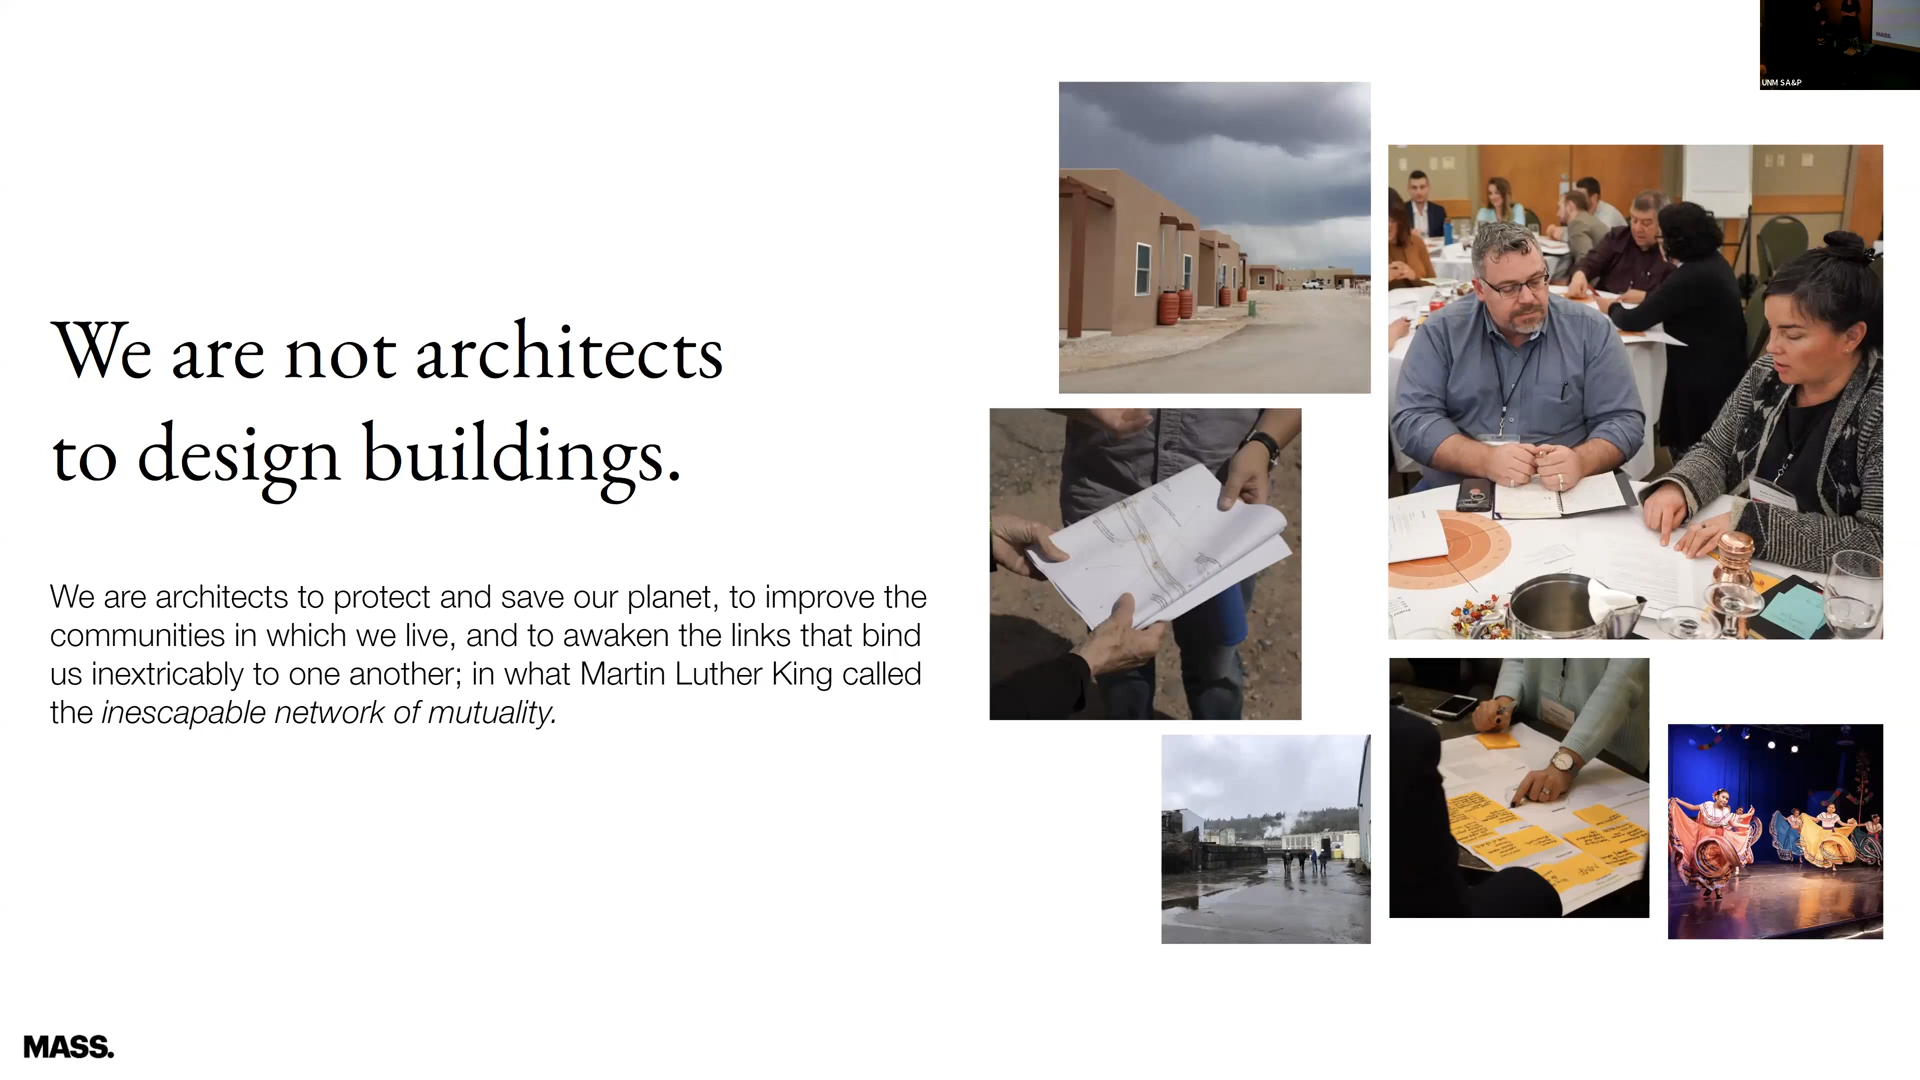 UNM SA&P
We are not architects
to design buildings.
We are architects to protect and save our planet, to improve the
communities in which we live, and to awaken the links that bind
us inextricably to one another; in what Martin Luther King called
the inescapable network of mutuality.
MASS.